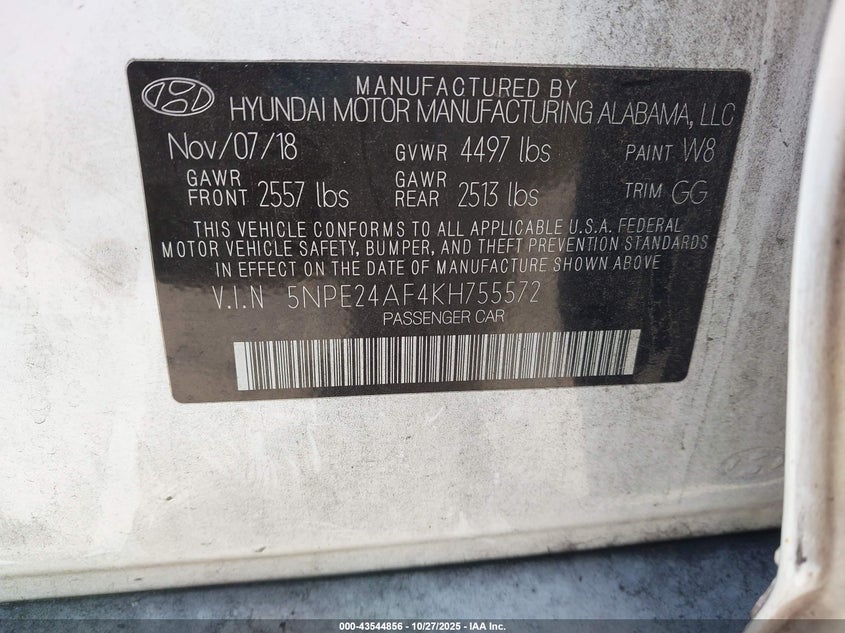 MANUFACTURED BY
HYUNDAI MOTOR MANUFACTURING ALABAMA, LLC
Nov/07/18 GVWR 4497 lbs PAINT W8
GAWR FRONT 2557 lbs GAWR REAR 2513 lbs TRIM GG
THIS VEHICLE CONFORMS TO ALL APPLICABLE U.S.A. FEDERAL
MOTOR VEHICLE SAFETY, BUMPER, AND THEFT PREVENTION STANDARDS
IN EFFECT ON THE DATE OF MANUFACTURE SHOWN ABOVE
V.I.N 5NPE24AF4KH755572
PASSENGER CAR
000-43544856 | 10/27/2025 - IAA Inc.